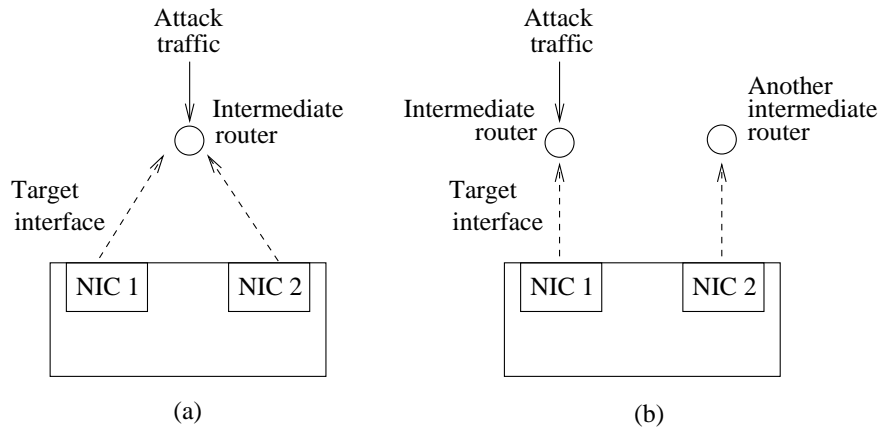 Attack
traffic
Intermediate
router
Target
interface
NIC 1
NIC 2
(a)
Attack
traffic
Intermediate
router
Another
intermediate
router
Target
interface
NIC 1
NIC 2
(b)